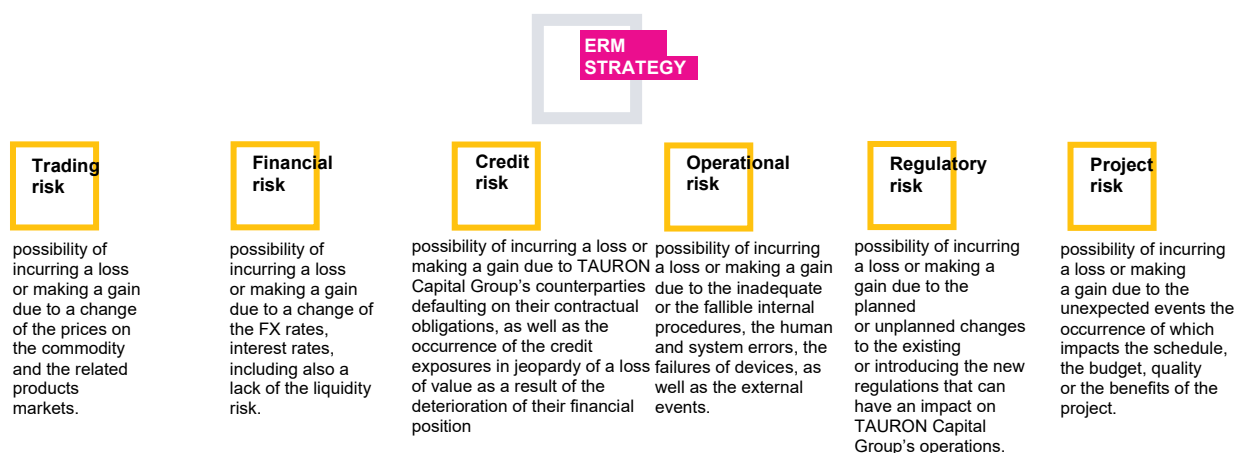 ERM
STRATEGY
Trading
risk
possibility of
incurring a loss
or making a gain
due to a change
of the prices on
the commodity
and the related
products
markets.
Financial
risk
possibility of
incurring a loss
or making a gain
due to a change of
the FX rates,
interest rates,
including also a
lack of the liquidity
risk.
Credit
risk
possibility of incurring a loss or
making a gain due to TAURON
Capital Group's counterparties
defaulting on their contractual
obligations, as well as the
occurrence of the credit
exposures in jeopardy of a loss
of value as a result of the
deterioration of their financial
position
Operational
risk
possibility of incurring
a loss or making a gain
due to the inadequate
or the fallible internal
procedures, the human
and system errors, the
failures of devices, as
well as the external
events.
Regulatory
risk
possibility of incurring
a loss or making a
gain due to the
planned
or unplanned changes
to the existing
or introducing the new
regulations that can
have an impact on
TAURON Capital
Group's operations.
Project
risk
possibility of incurring
a loss or making
a gain due to the
unexpected events the
occurrence of which
impacts the schedule,
the budget, quality
or the benefits of the
project.